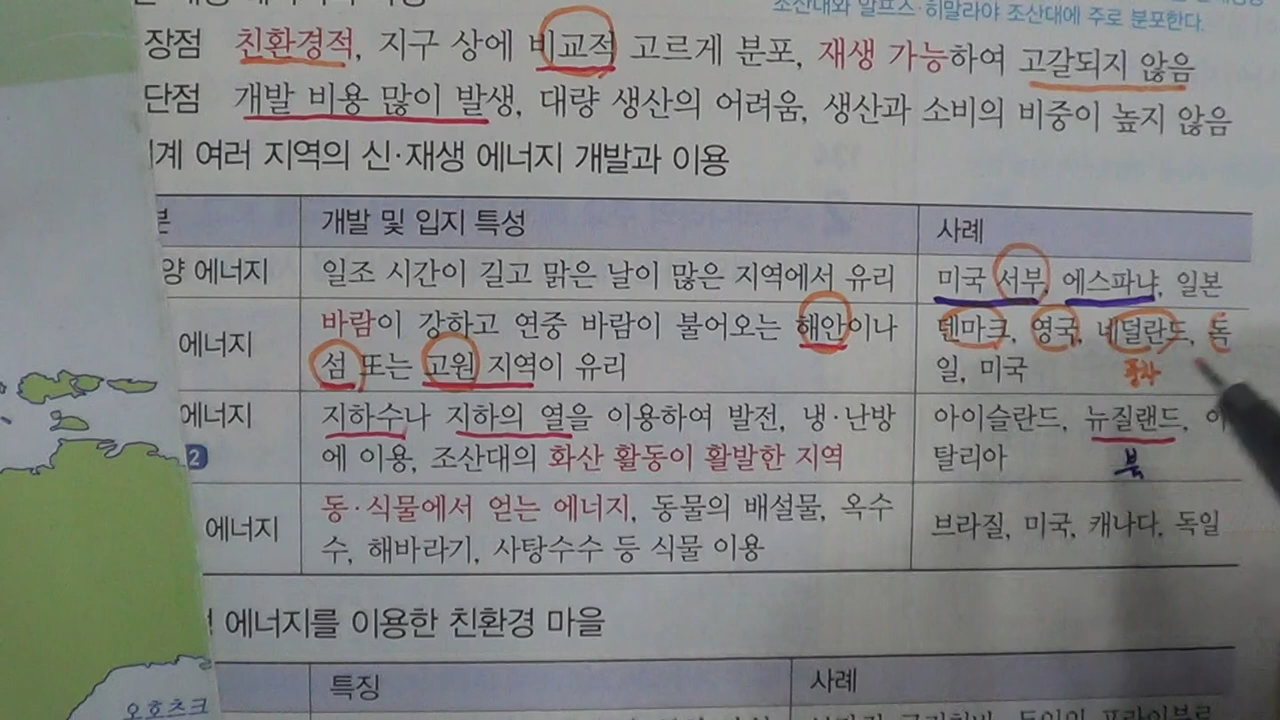 조산대와 알프스·히말라야 조산대에 주로 분포한다.
장점 친환경적, 지구 상에 비교적 고르게 분포, 재생 가능하여 고갈되지 않음
단점 개발 비용 많이 발생, 대량 생산의 어려움, 생산과 소비의 비중이 높지 않음
계 여러 지역의 신·재생 에너지 개발과 이용
분 개발 및 입지 특성 사례
양 에너지 일조 시간이 길고 맑은 날이 많은 지역에서 유리 미국 서부, 에스파냐, 일본
바람이 강하고 연중 바람이 불어오는 해안이나 덴마크, 영국, 네덜란드, 독
에너지 섬 또는 고원 지역이 유리 일, 미국
에너지 지하수나 지하의 열을 이용하여 발전, 냉·난방 아이슬란드, 뉴질랜드, 이
2 에 이용, 조산대의 화산 활동이 활발한 지역 탈리아
북
동·식물에서 얻는 에너지, 동물의 배설물, 옥수
에너지 수, 해바라기, 사탕수수 등 식물 이용 브라질, 미국, 캐나다, 독일
에너지를 이용한 친환경 마을
특징 사례
오호츠크